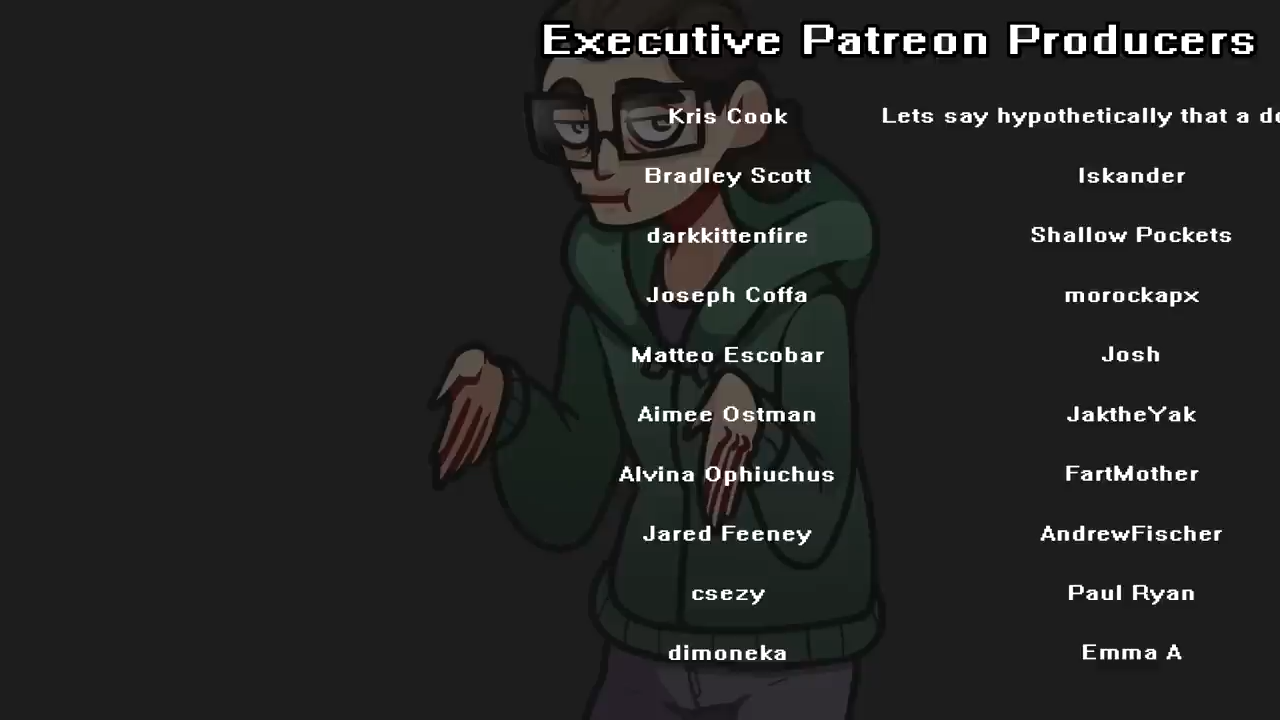 Executive Patreon Producers
Kris Cook
Lets say hypothetically that a
Bradley Scott
Iskander
darkkittenfire
Shallow Pockets
Joseph Coffa
morockapx
Matteo Escobar
Josh
Aimee Ostman
JaktheYak
Alvina Ophiuchus
FartMother
Jared Feeney
AndrewFischer
csezy
Paul Ryan
dimoneka
Emma A